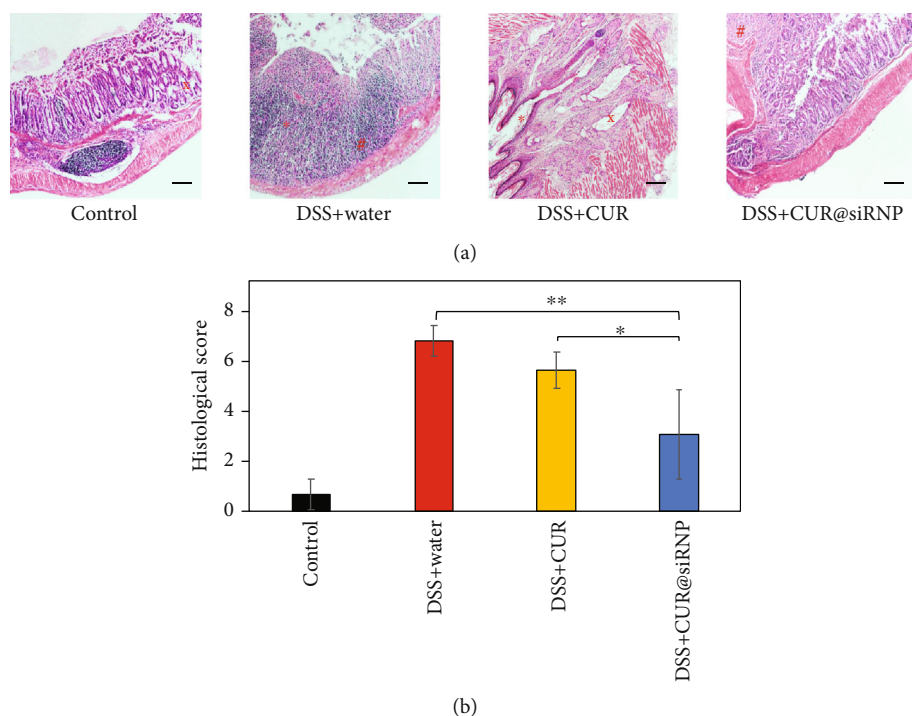 x
+
#
*
x
#
Control
DSS+water
DSS+CUR
DSS+CUR@siRNP
(a)
Histological score
8
6
4
2
0
**
*
Control
DSS+water
DSS+CUR
DSS+CUR@siRNP
(b)